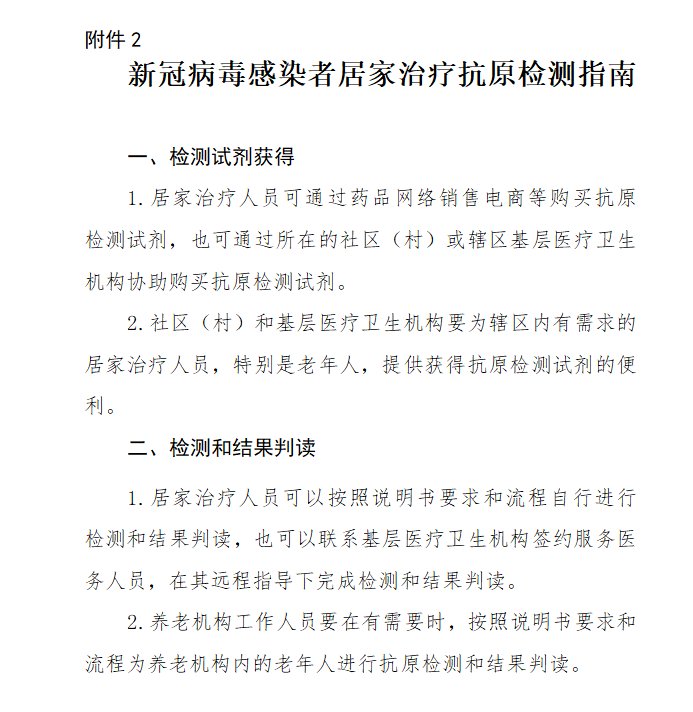 附件 2
新冠病毒感染者居家治疗抗原检测指南
一、检测试剂获得
1.居家治疗人员可通过药品网络销售电商等购买抗原
检测试剂，也可通过所在的社区（村）或辖区基层医疗卫生
机构协助购买抗原检测试剂。
2.社区（村）和基层医疗卫生机构要为辖区内有需求的
居家治疗人员，特别是老年人，提供获得抗原检测试剂的便
利。
二、检测和结果判读
1.居家治疗人员可以按照说明书要求和流程自行进行
检测和结果判读，也可以联系基层医疗卫生机构签约服务医
务人员，在其远程指导下完成检测和结果判读。
2.养老机构工作人员要在有需要时，按照说明书要求和
流程为养老机构内的老年人进行抗原检测和结果判读。